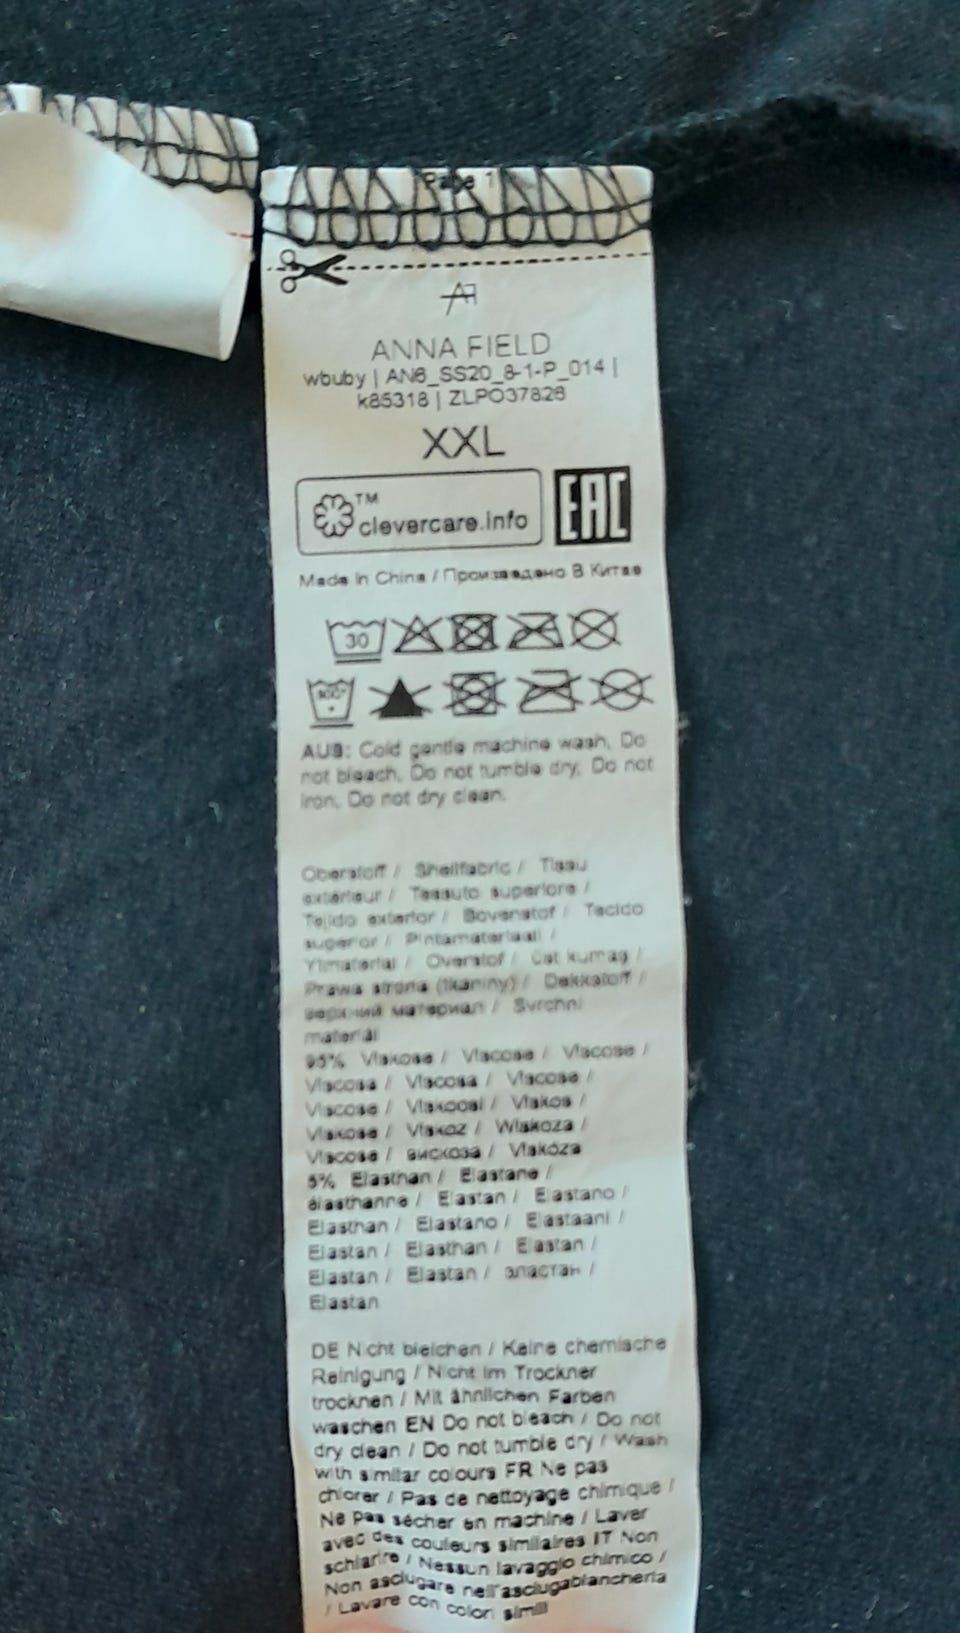 Page 1
AF
ANNA FIELD
wbuby | AN6_SS20_8-1-P_014 |
k85318 | ZLPO37826
XXL
TM
clevercare.info
EAC
Made In China / Произведено В Китае
30
AUS: Cold gentle machine wash, Do
not bleach, Do not tumble dry, Do not
iron, Do not dry clean.
Oberstoff / Shellfabric / Tissu
extérieur / Tessuto superiore /
Tejido exterior / Bovenstof / Tecido
superior / Pintamateriaali /
Ytmaterial / Overstof / Üst kumaş /
Prawa strona (tkaniny) / Dekkstoff /
верхний материал / Svrchní
materiál
95% Viskose / Viscose / Viscose /
Viscosa / Viscosa / Viscose /
Viscose / Viskoosi / Viskos /
Viskose / Viskoz / Wiskoza /
Viscose / вискоза / Viskóza
5% Elasthan / Elastane /
élasthanne / Elastan / Elastano /
Elasthan / Elastano / Elastaani /
Elastan / Elasthan / Elastan /
Elastan / Elastan / эластан /
Elastan
DE Nicht bleichen / Keine chemische
Reinigung / Nicht im Trockner
trocknen / Mit ähnlichen Farben
waschen EN Do not bleach / Do not
dry clean / Do not tumble dry / Wash
with similar colours FR Ne pas
chlorer / Pas de nettoyage chimique /
Ne pas sécher en machine / Laver
avec des couleurs similaires IT Non
schiarire / Nessun lavaggio chimico /
Non asciugare nell'asciugabiancheria
/ Lavare con colori simili